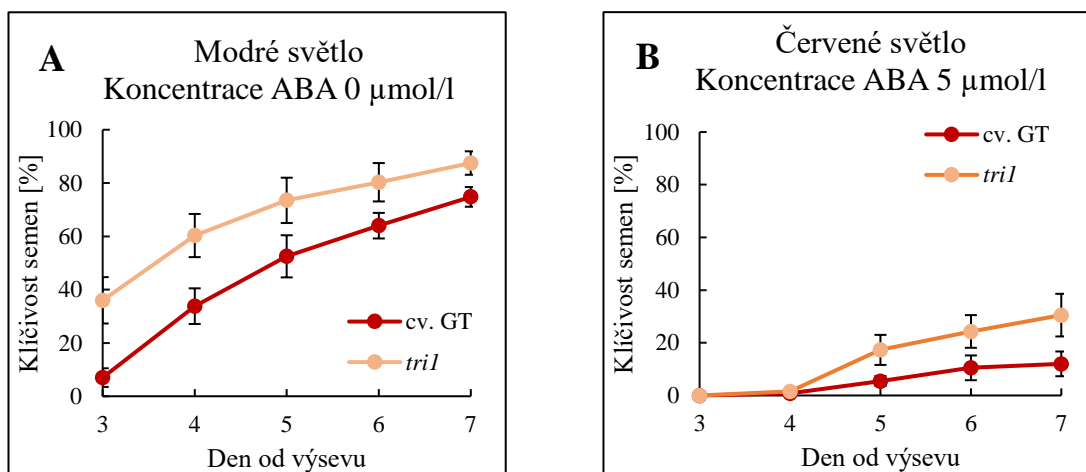 A
Modré světlo
Koncentrace ABA 0 µmol/l
Klíčivost semen [%]
100
80
60
40
20
0
3 4 5 6 7
Den od výsevu
cv. GT
tri1
B
Červené světlo
Koncentrace ABA 5 µmol/l
Klíčivost semen [%]
100
80
60
40
20
0
3 4 5 6 7
Den od výsevu
cv. GT
tri1